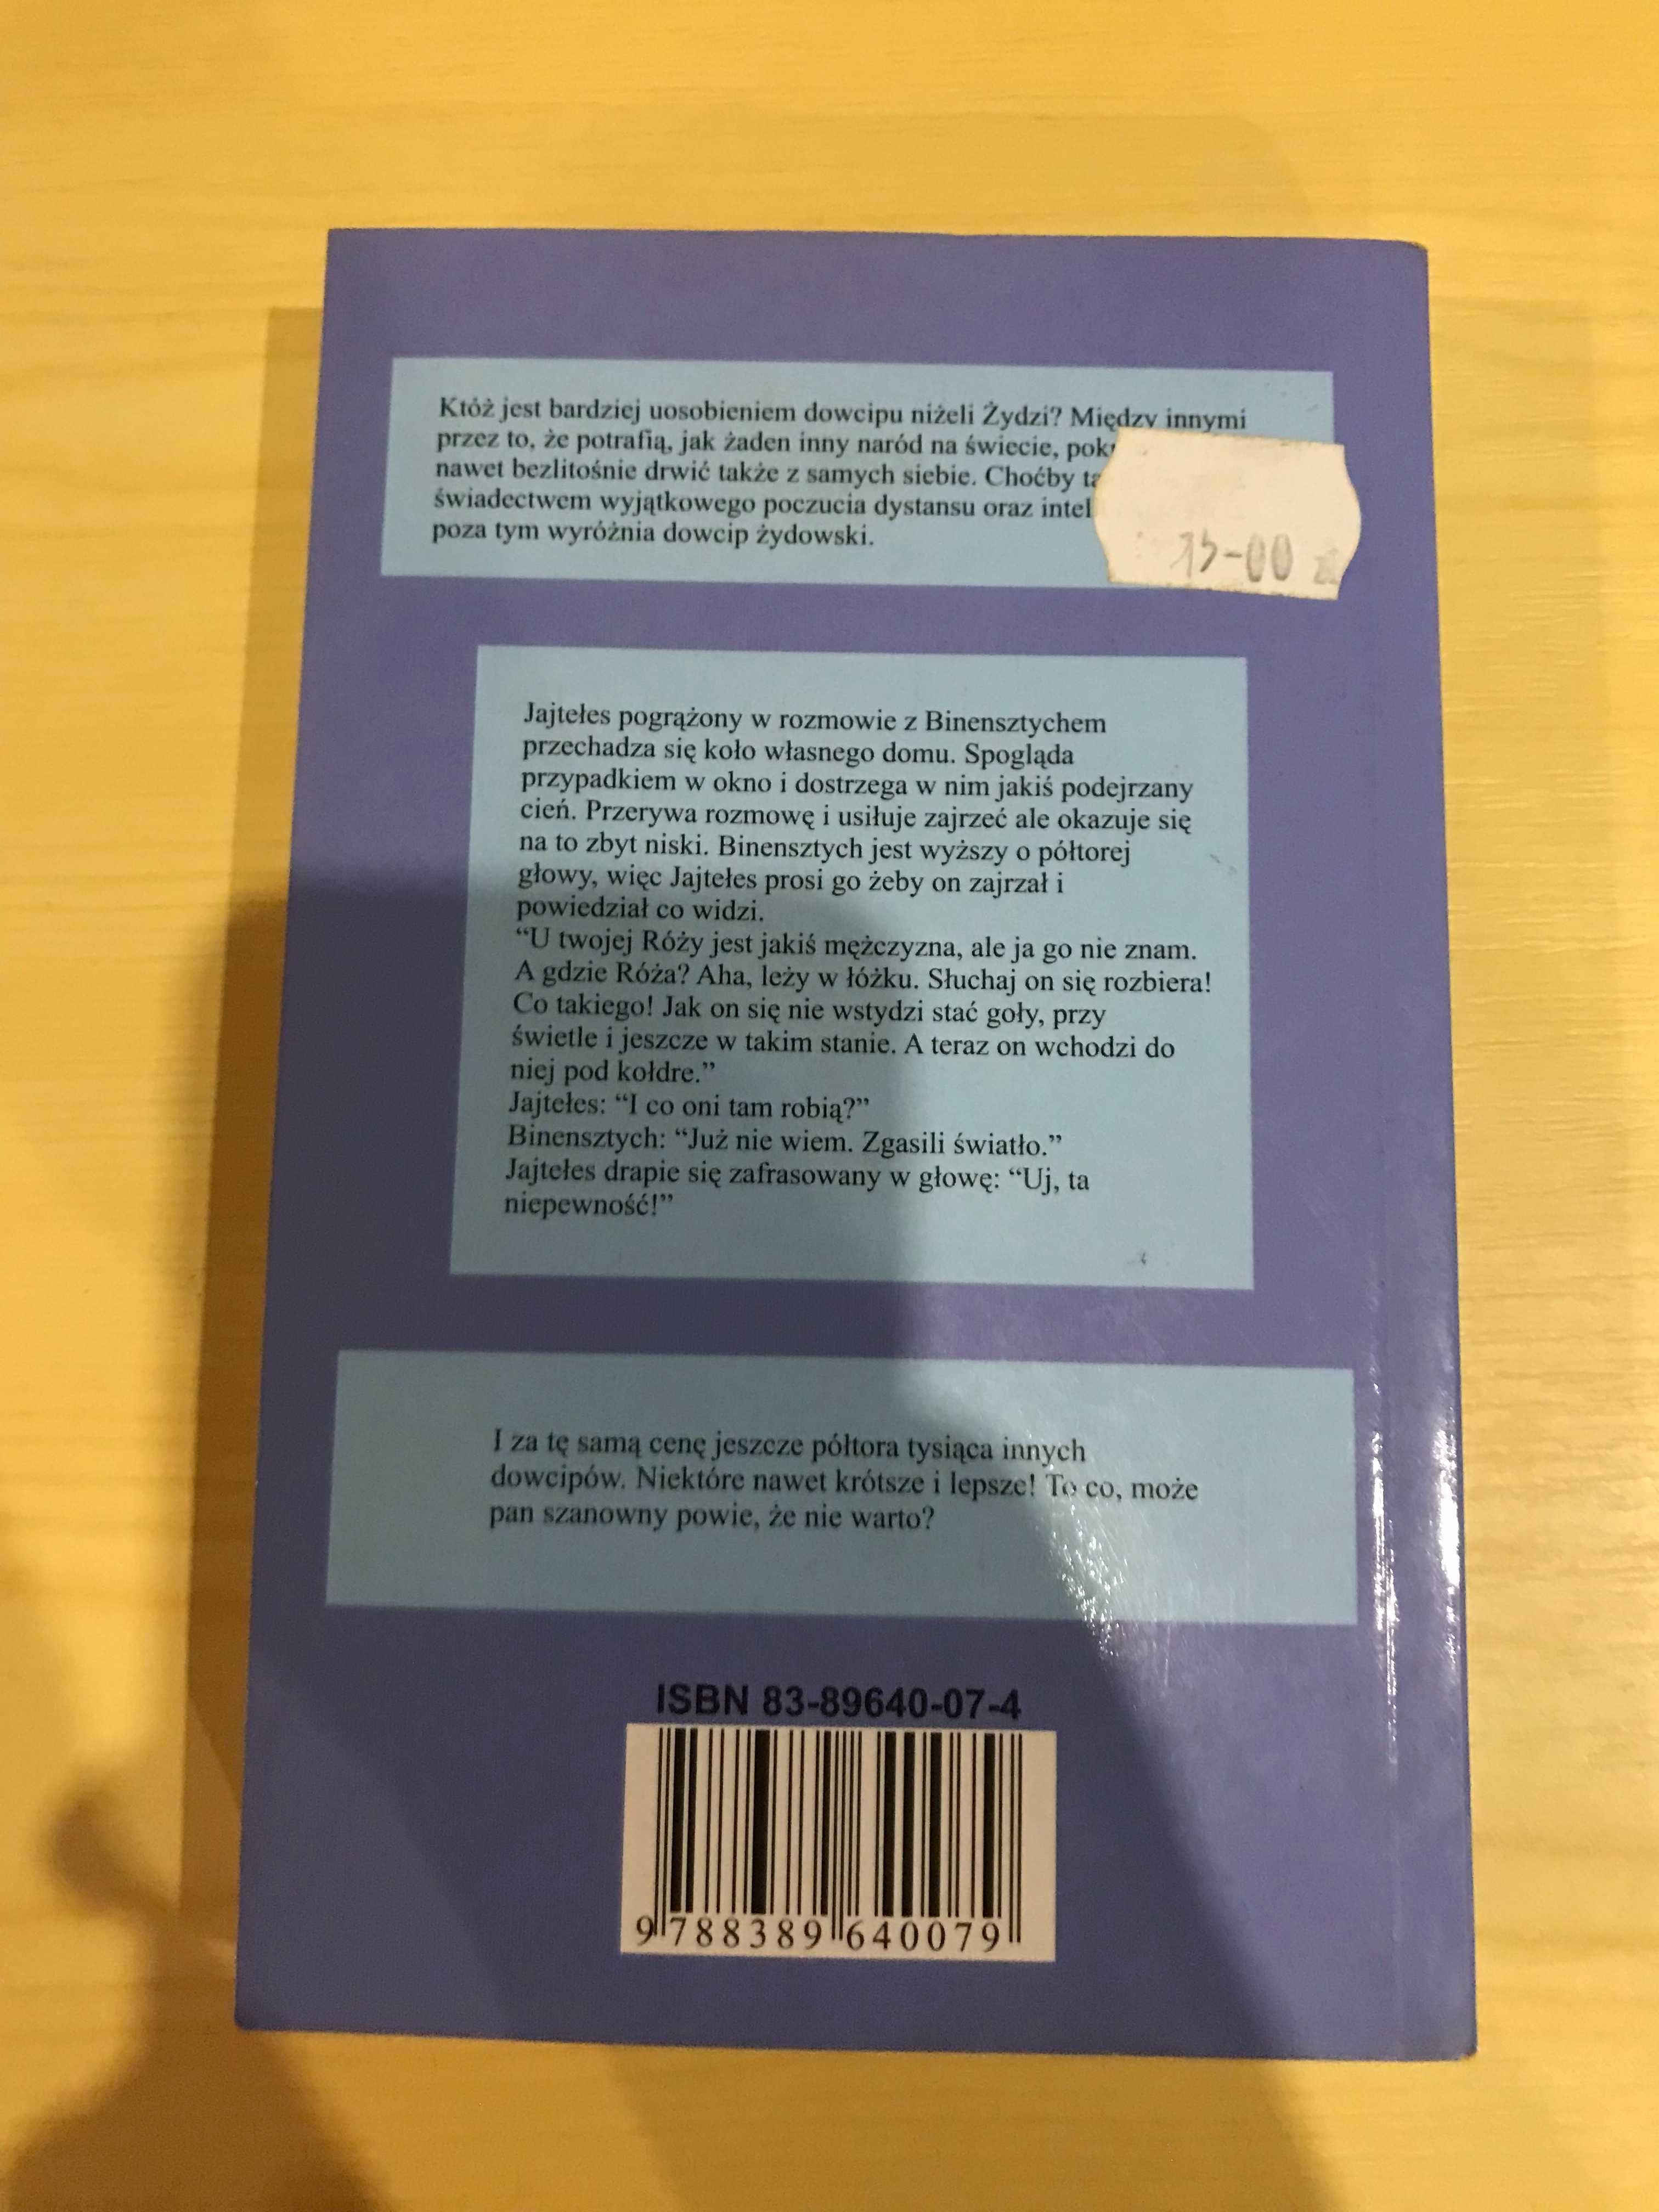 Któż jest bardziej uosobieniem dowcipu niżeli Żydzi? Między innymi
przez to, że potrafią, jak żaden inny naród na świecie,
nawet bezlitośnie drwić także z samych siebie. Choćby
świadectwem wyjątkowego poczucia dystansu oraz
poza tym wyróżnia dowcip żydowski.
15-00 zł
Jajtełes pogrążony w rozmowie z Binensztychem
przechadza się koło własnego domu. Spogląda
przypadkiem w okno i dostrzega w nim jakiś podejrzany
cień. Przerywa rozmowę i usiłuje zajrzeć ale okazuje się
na to zbyt niski. Binensztych jest wyższy o półtorej
głowy, więc Jajtełes prosi go żeby on zajrzał i
powiedział co widzi.
“U twojej Róży jest jakiś mężczyzna, ale ja go nie znam.
A gdzie Róża? Aha, leży w łóżku. Słuchaj on się rozbiera!
Co takiego! Jak on się nie wstydzi stać goły, przy
świetle i jeszcze w takim stanie. A teraz on wchodzi do
niej pod kołdre.”
Jajtełes: “I co oni tam robią?”
Binensztych: “Już nie wiem. Zgasili światło.”
Jajtełes drapie się zafrasowany w głowę: “Uj, ta
niepewność!”
I za tę samą cenę jeszcze półtora tysiąca innych
dowcipów. Niektóre nawet krótsze i lepsze! To co, może
pan szanowny powie, że nie warto?
ISBN 83-89640-07-4
9 788389 640079